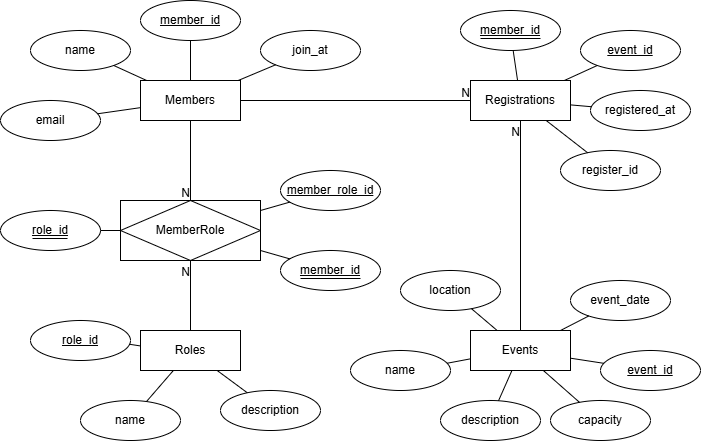 member_id
name
join_at
Members
email
N
member_id
event_id
Registrations
registered_at
N
register_id
N
member_role_id
role_id
MemberRole
member_id
N
role_id
Roles
name
description
location
event_date
Events
name
event_id
description
capacity